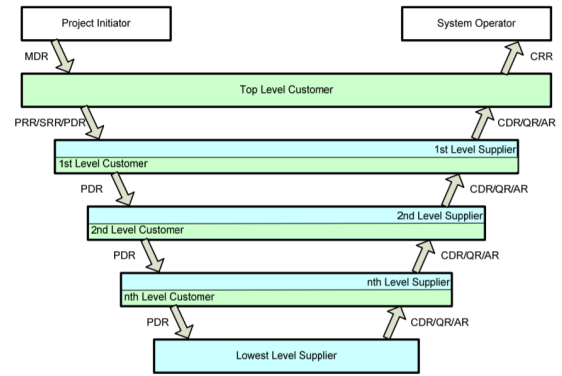 Project Initiator
System Operator
MDR
CRR
Top Level Customer
PRR/SRR/PDR
CDR/QR/AR
1st Level Supplier
1st Level Customer
PDR
CDR/QR/AR
2nd Level Supplier
2nd Level Customer
PDR
CDR/QR/AR
nth Level Supplier
nth Level Customer
PDR
CDR/QR/AR
Lowest Level Supplier